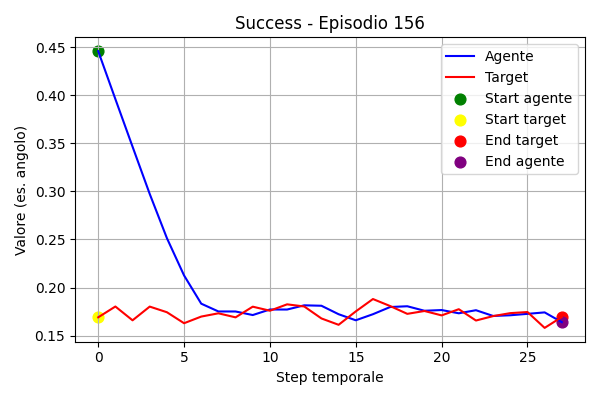 Success - Episodio 156
Valore (es. angolo)
0.45
0.40
0.35
0.30
0.25
0.20
0.15
Agente
Target
Start agente
Start target
End target
End agente
0
5
10
15
20
25
Step temporale